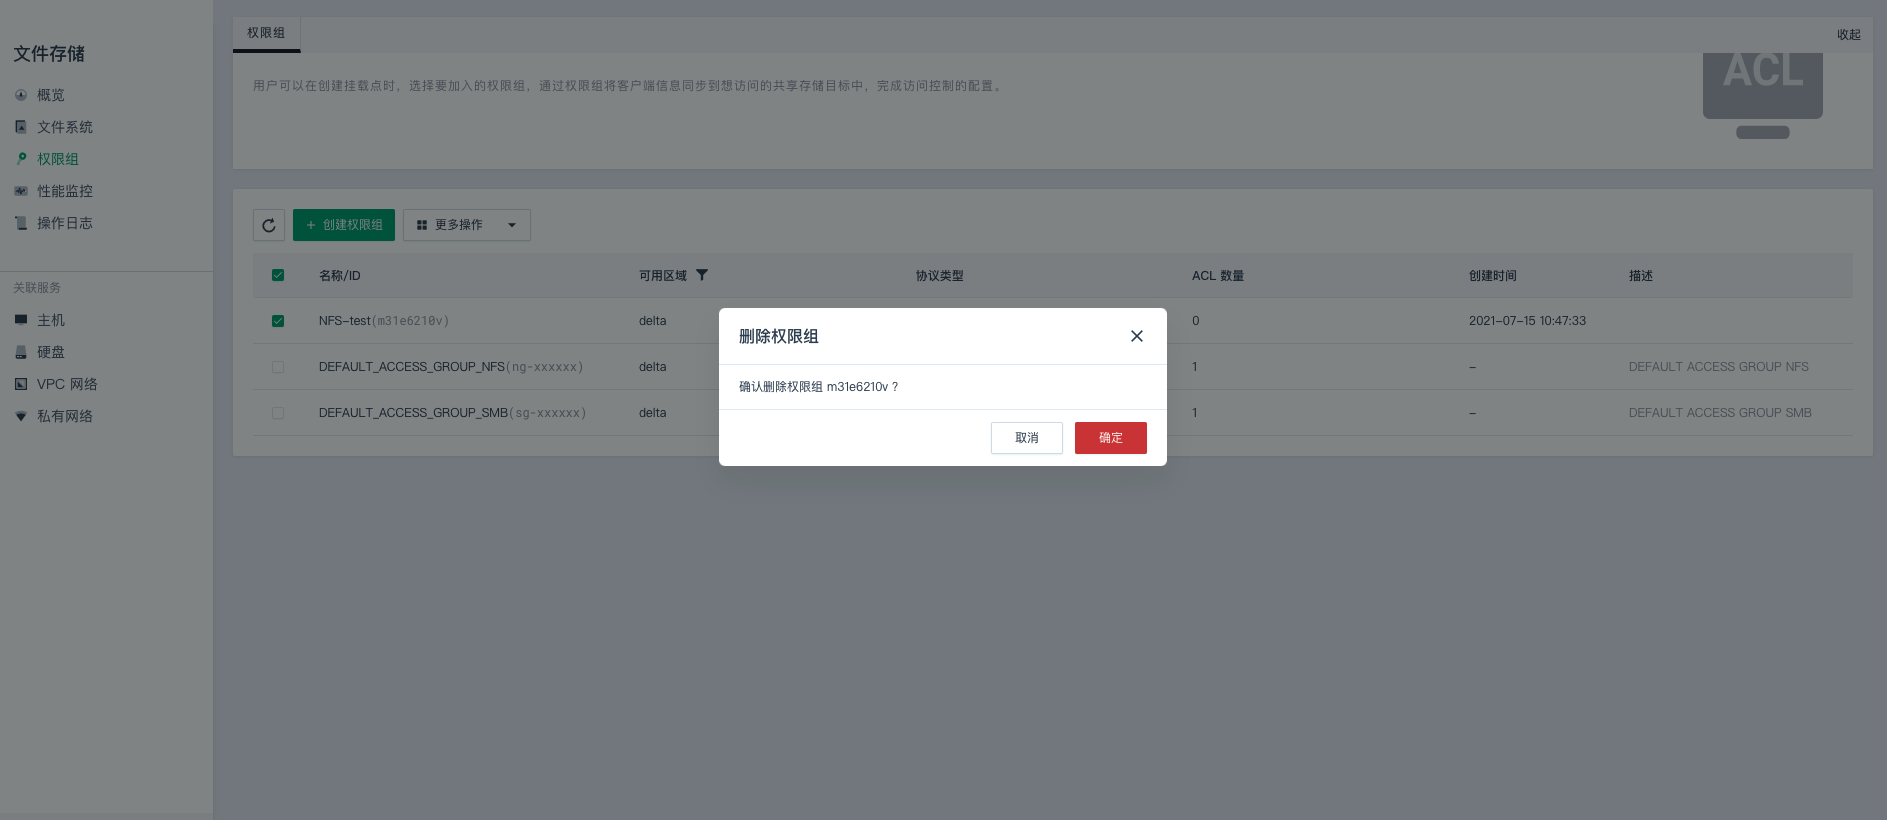 文件存储
概览
文件系统
权限组
性能监控
操作日志
关联服务
主机
硬盘
VPC 网络
私有网络
权限组
收起
用户可以在创建挂载点时，选择要加入的权限组，通过权限组将客户端信息同步到想访问的共享存储目标中，完成访问控制的配置。
ACL
+ 创建权限组 更多操作
名称/ID 可用区域 协议类型 ACL 数量 创建时间 描述
NFS-test(m31e6210v) delta 0 2021-07-15 10:47:33
DEFAULT_ACCESS_GROUP_NFS(ng-xxxxxx) delta 1 - DEFAULT ACCESS GROUP NFS
DEFAULT_ACCESS_GROUP_SMB(sg-xxxxxx) delta 1 - DEFAULT ACCESS GROUP SMB
删除权限组
确认删除权限组 m31e6210v ?
取消 确定